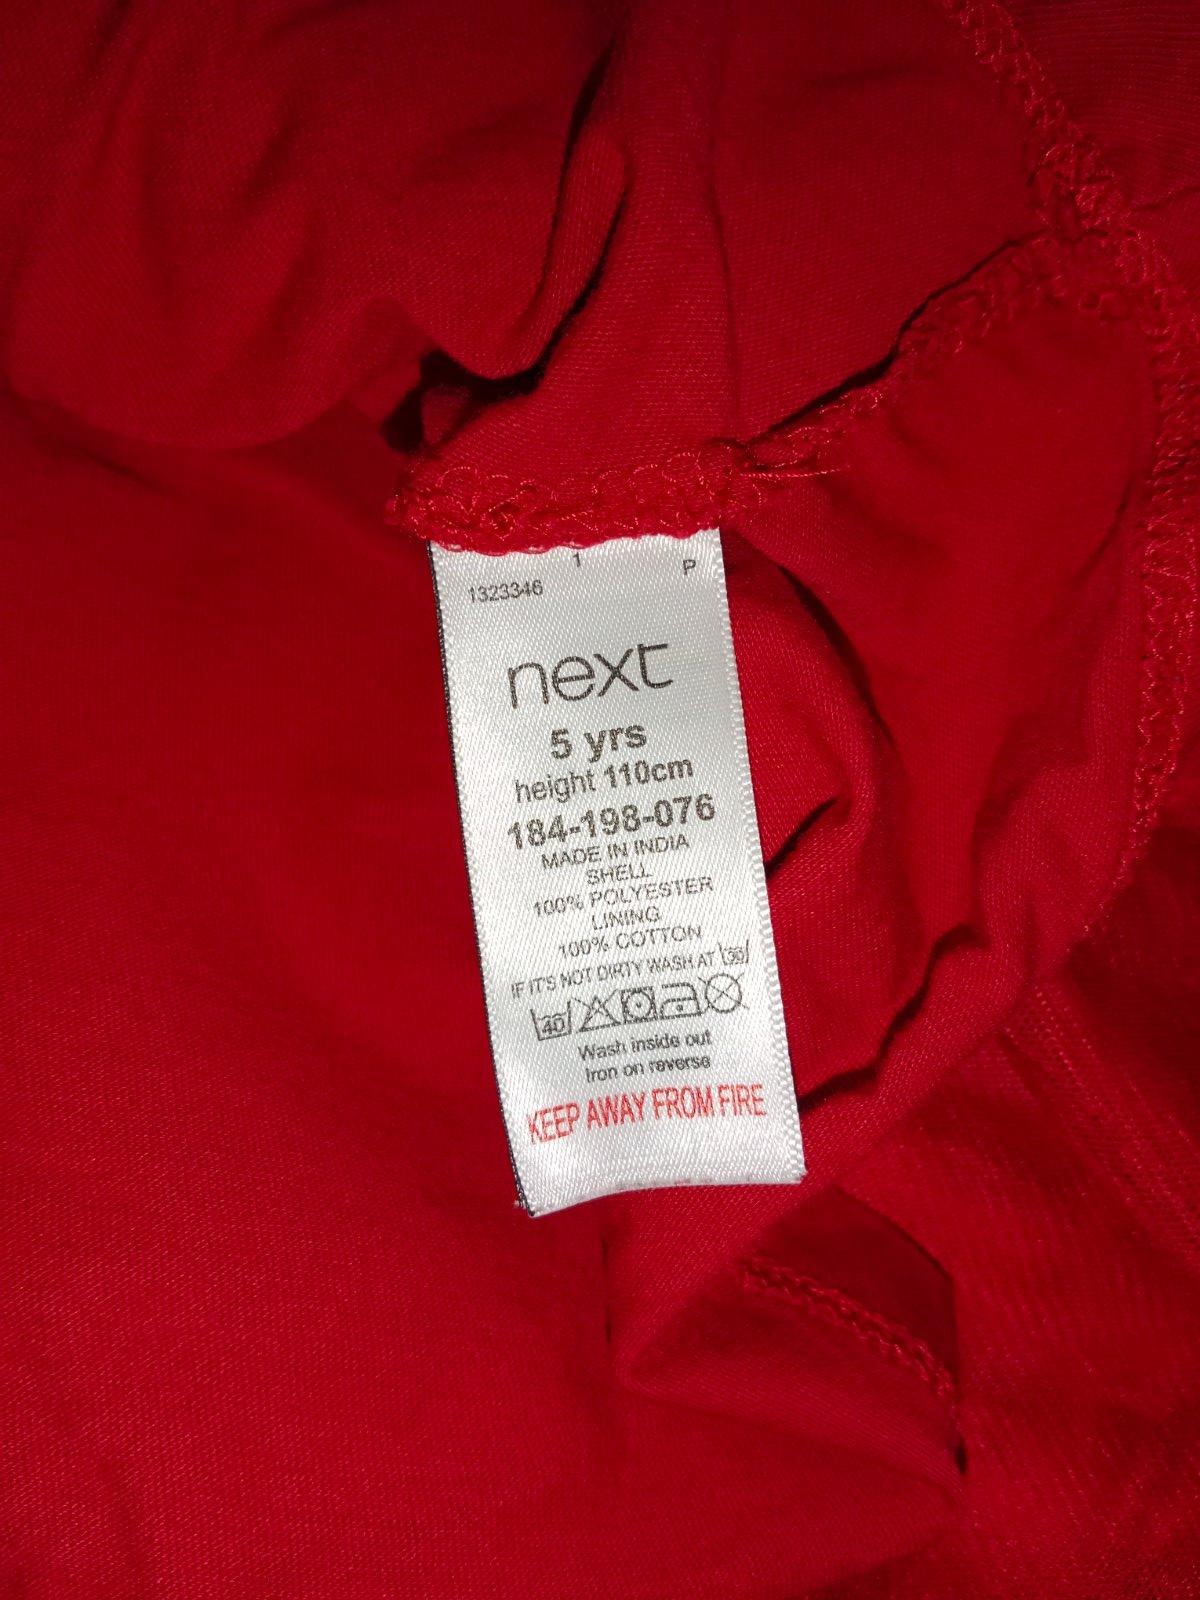 1 P
1323346
next
5 yrs
height 110cm
184-198-076
MADE IN INDIA
SHELL
100% POLYESTER
LINING
100% COTTON
IF IT'S NOT DIRTY WASH AT 30
40
Wash inside out
Iron on reverse
KEEP AWAY FROM FIRE